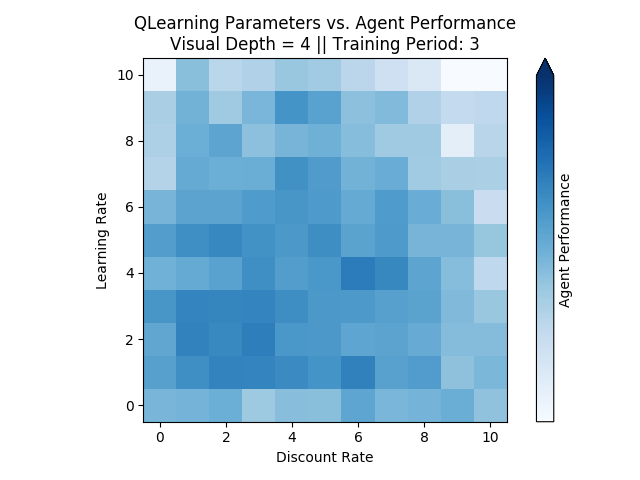 QLearning Parameters vs. Agent Performance
Visual Depth = 4 || Training Period: 3
10
8
6
4
2
0
Learning Rate
0 2 4 6 8 10
Discount Rate
Agent Performance